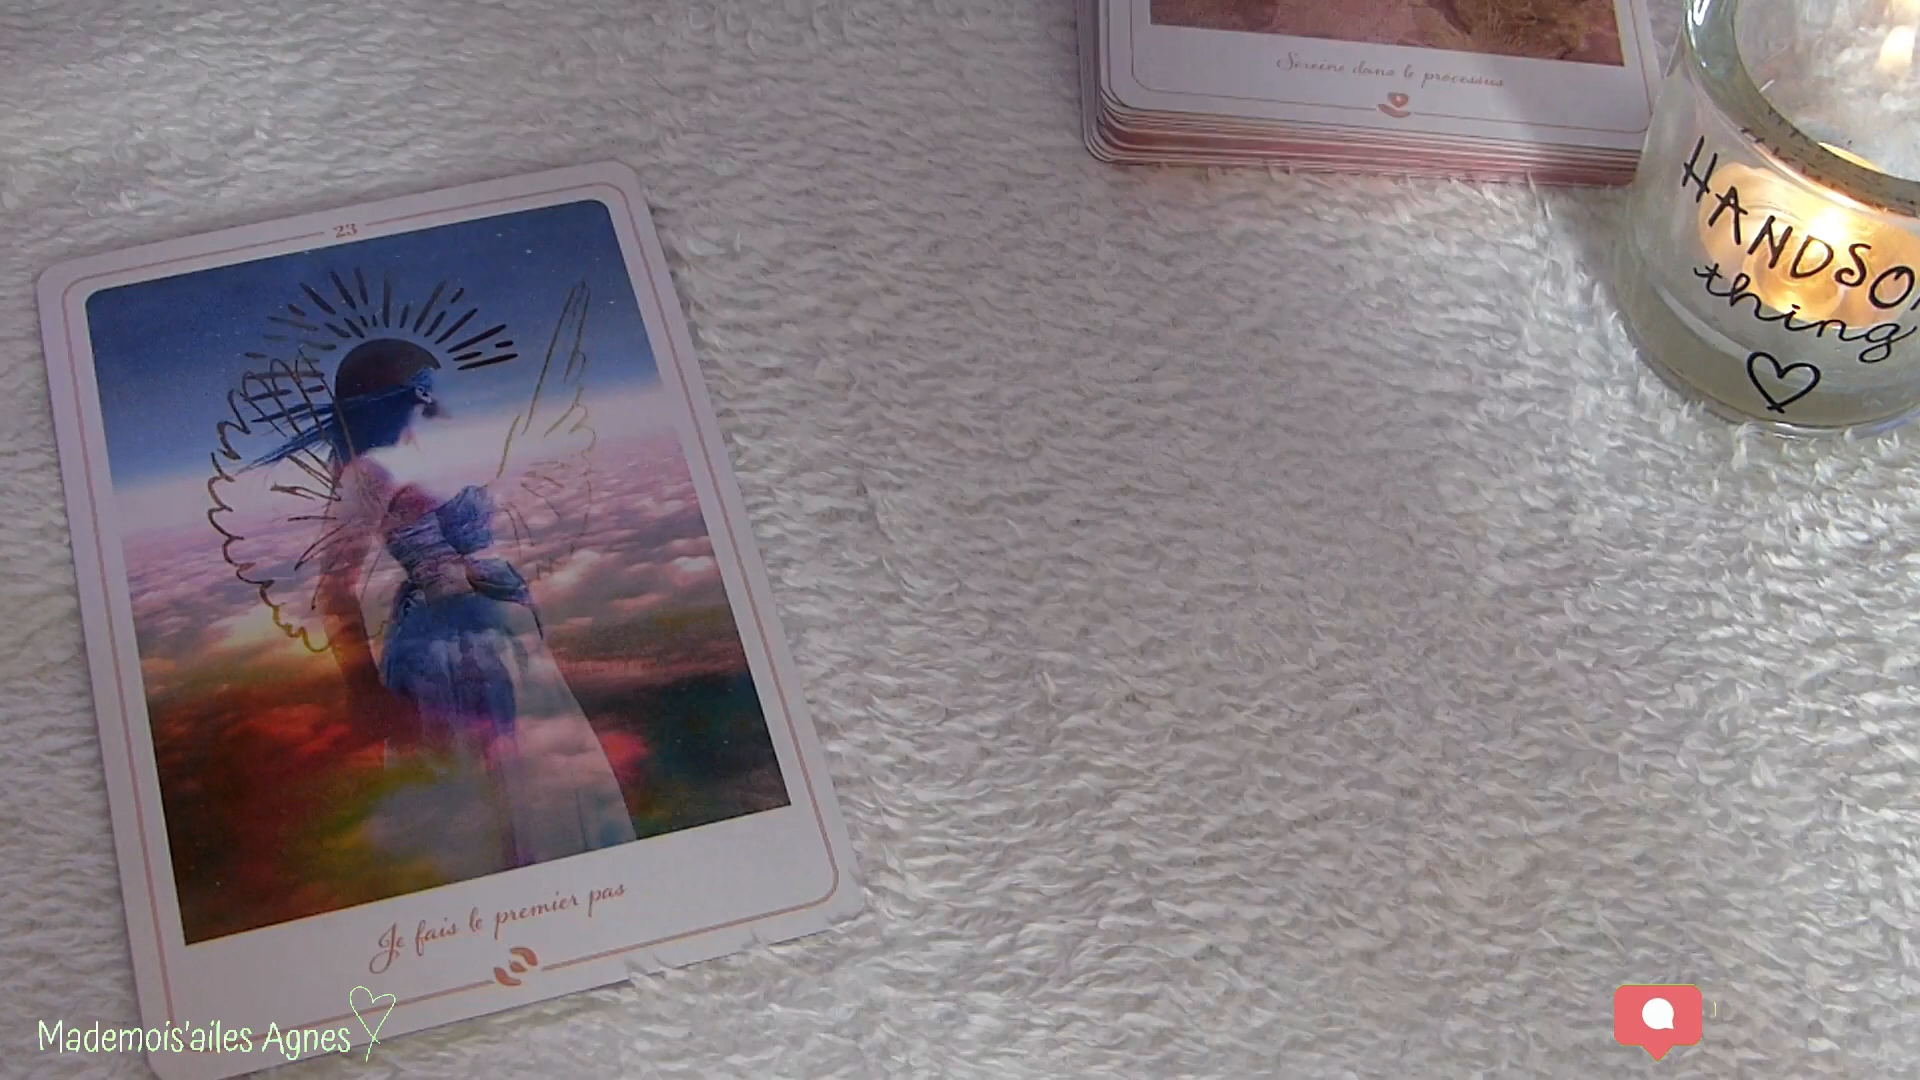 Sereine dans le processus
HANDSO
thing
23
Je fais le premier pas
Mademois'ailes Agnes